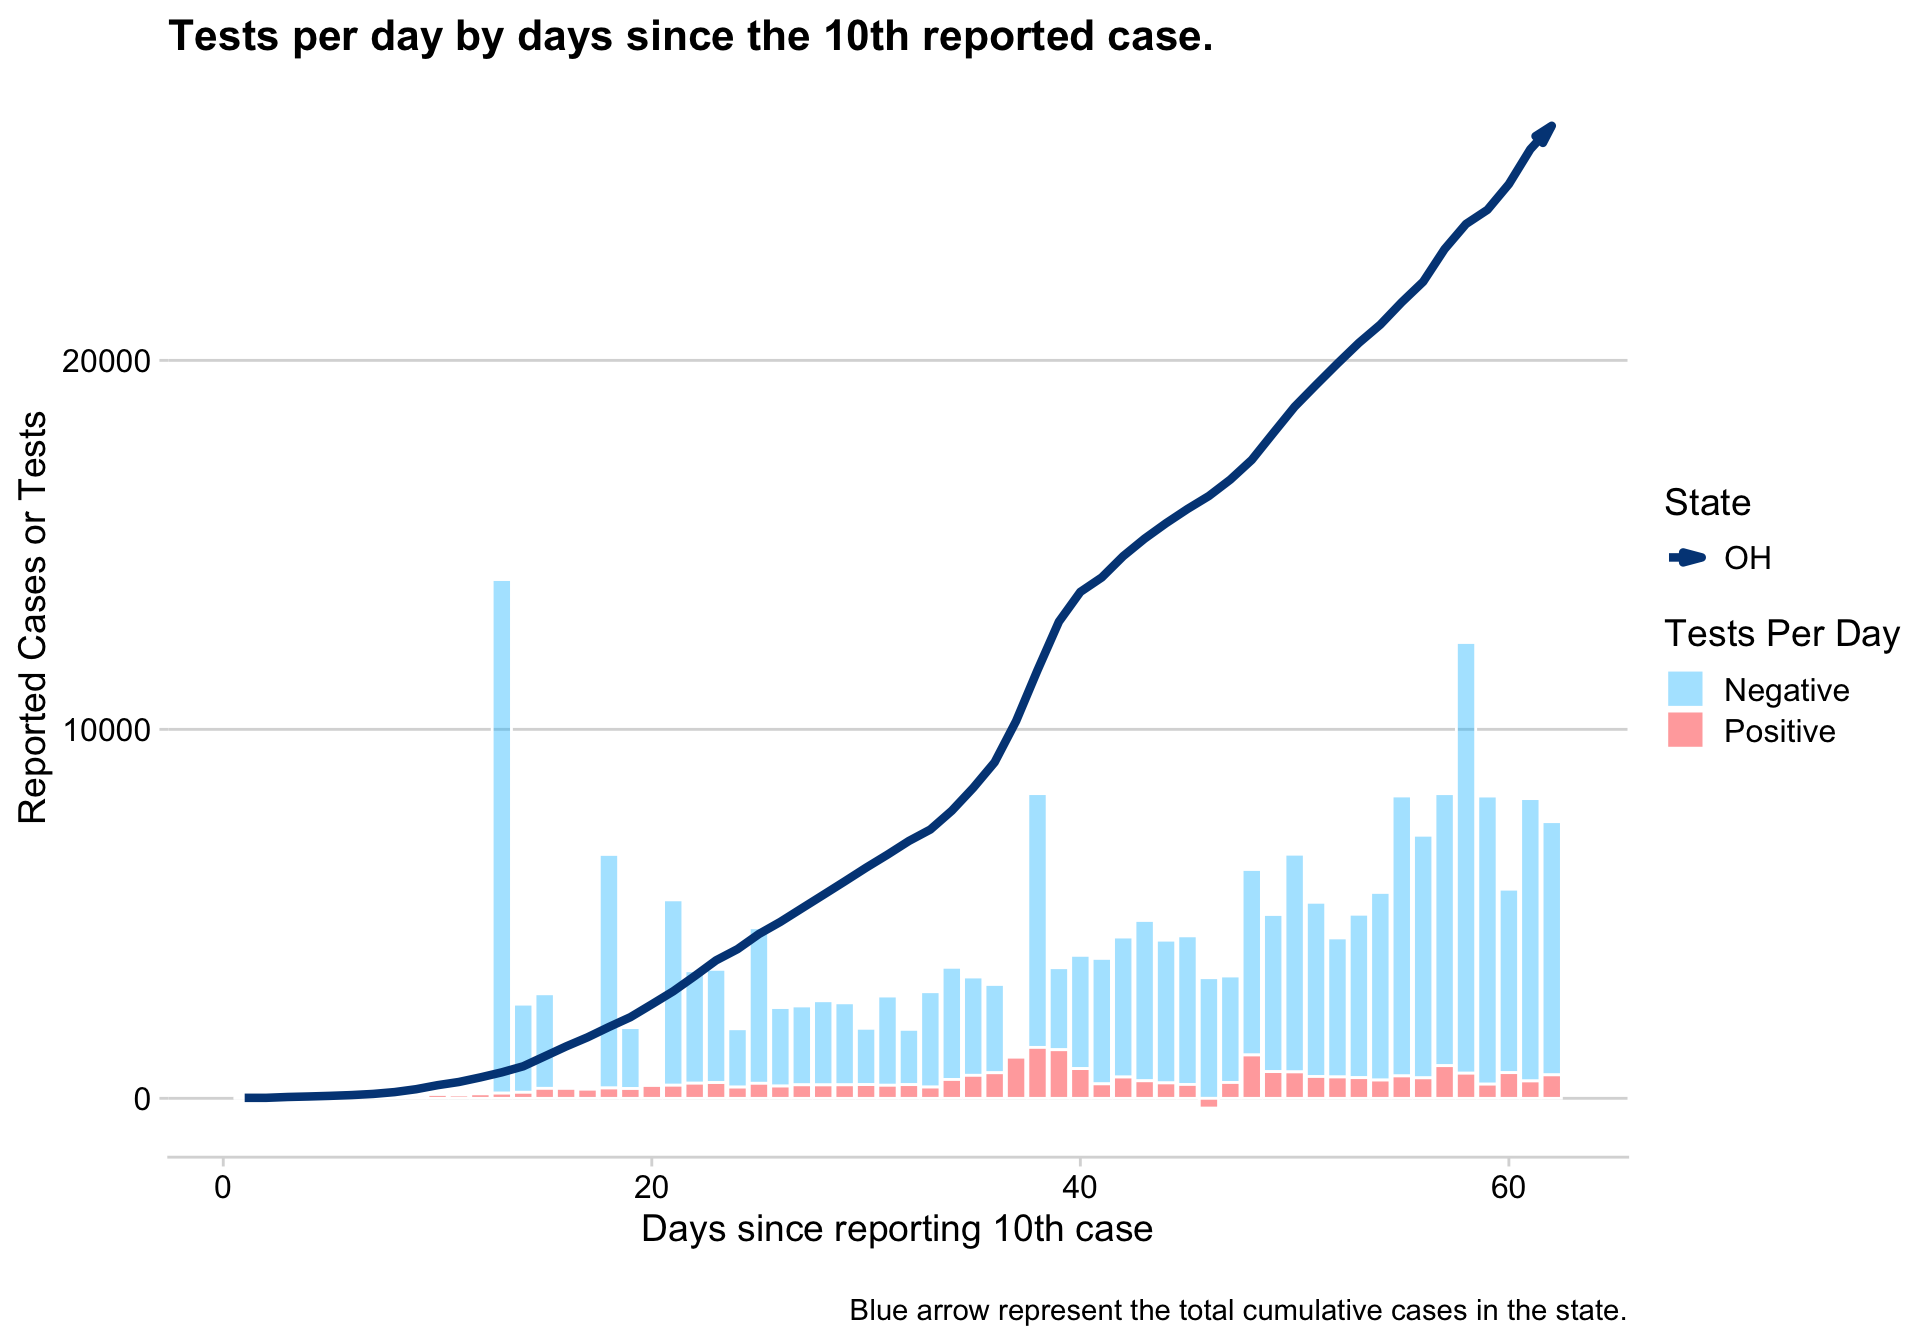 Tests per day by days since the 10th reported case.
Reported Cases or Tests
20000
10000
0
0
20
40
60
Days since reporting 10th case
State
OH
Tests Per Day
Negative
Positive
Blue arrow represent the total cumulative cases in the state.